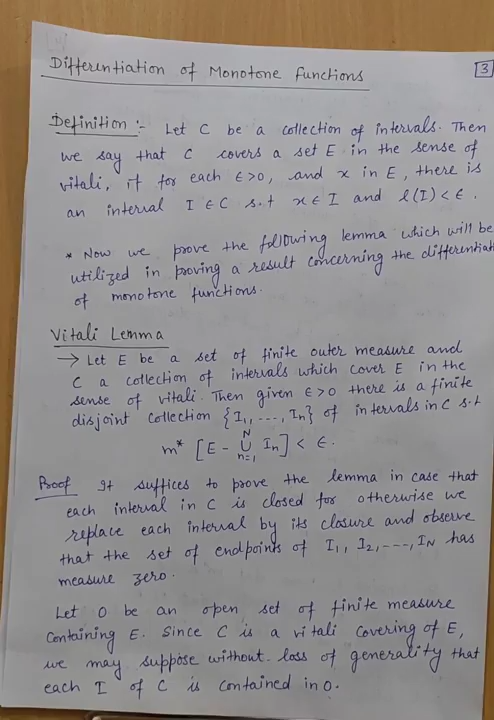 Differentiation of Monotone functions
3
Definition :- Let C be a collection of intervals. Then
we say that C covers a set E in the sense of
vitali, if for each ϵ>0, and x in E, there is
an interval I ∈ C s.t x∈I and l(I)<ϵ.
* Now we prove the following lemma which will be
utilized in proving a result concerning the differentiat
of monotone functions.
Vitali Lemma
→ Let E be a set of finite outer measure and
C a collection of intervals which cover E in the
sense of vitali. Then given ϵ>0 there is a finite
disjoint collection {I₁, ---, In} of intervals in C s.t
m* [E - ∪ᴺₙ₌₁ In] < ϵ.
Proof It suffices to prove the lemma in case that
each interval in C is closed for otherwise we
replace each interval by its closure and observe
that the set of endpoints of I₁, I₂, ---, IN has
measure zero.
Let O be an open set of finite measure
containing E. Since C is a vitali covering of E,
we may suppose without loss of generality that
each I of C is contained in O.